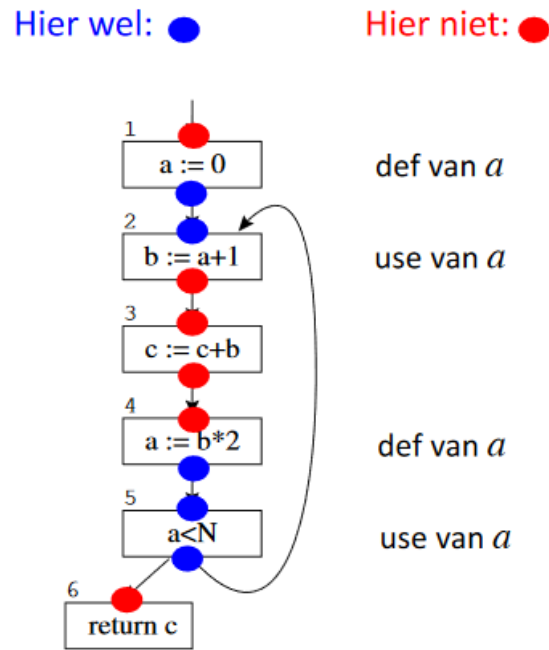 Hier wel:
Hier niet:
1
a := 0
def van a
2
b := a+1
use van a
3
c := c+b
4
a := b*2
def van a
5
a<N
use van a
6
return c